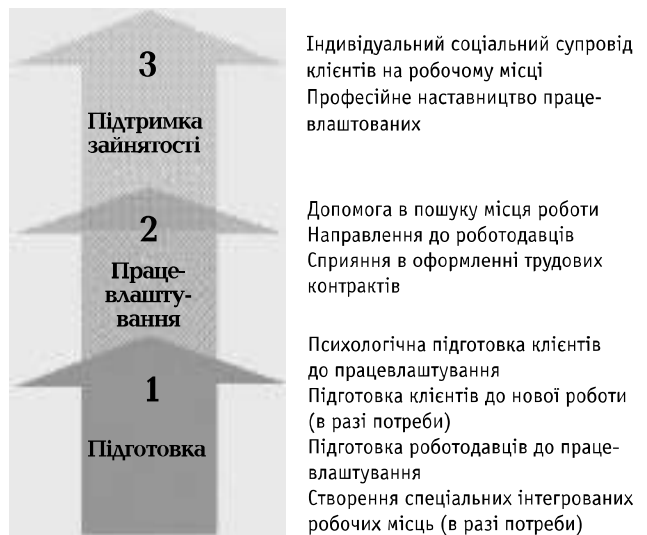 3
Підтримка
зайнятості
Індивідуальний соціальний супровід
клієнтів на робочому місці
Професійне наставництво праце-
влаштованих
2
Праце-
влашту-
вання
Допомога в пошуку місця роботи
Направлення до роботодавців
Сприяння в оформленні трудових
контрактів
1
Підготовка
Психологічна підготовка клієнтів
до працевлаштування
Підготовка клієнтів до нової роботи
(в разі потреби)
Підготовка роботодавців до праце-
влаштування
Створення спеціальних інтегрованих
робочих місць (в разі потреби)